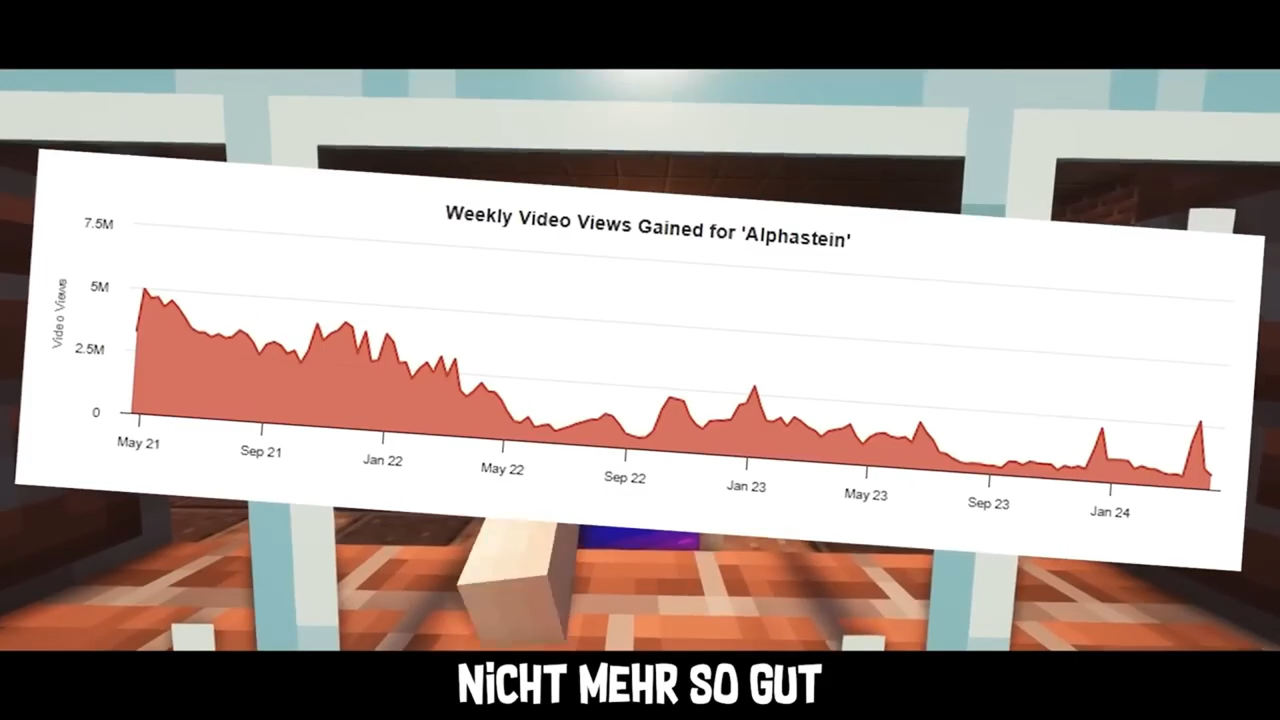 Weekly Video Views Gained for 'Alphastein'
7.5M
5M
2.5M
0
Video Views
May 21
Sep 21
Jan 22
May 22
Sep 22
Jan 23
May 23
Sep 23
Jan 24
NiCHT MEHR SO GUT